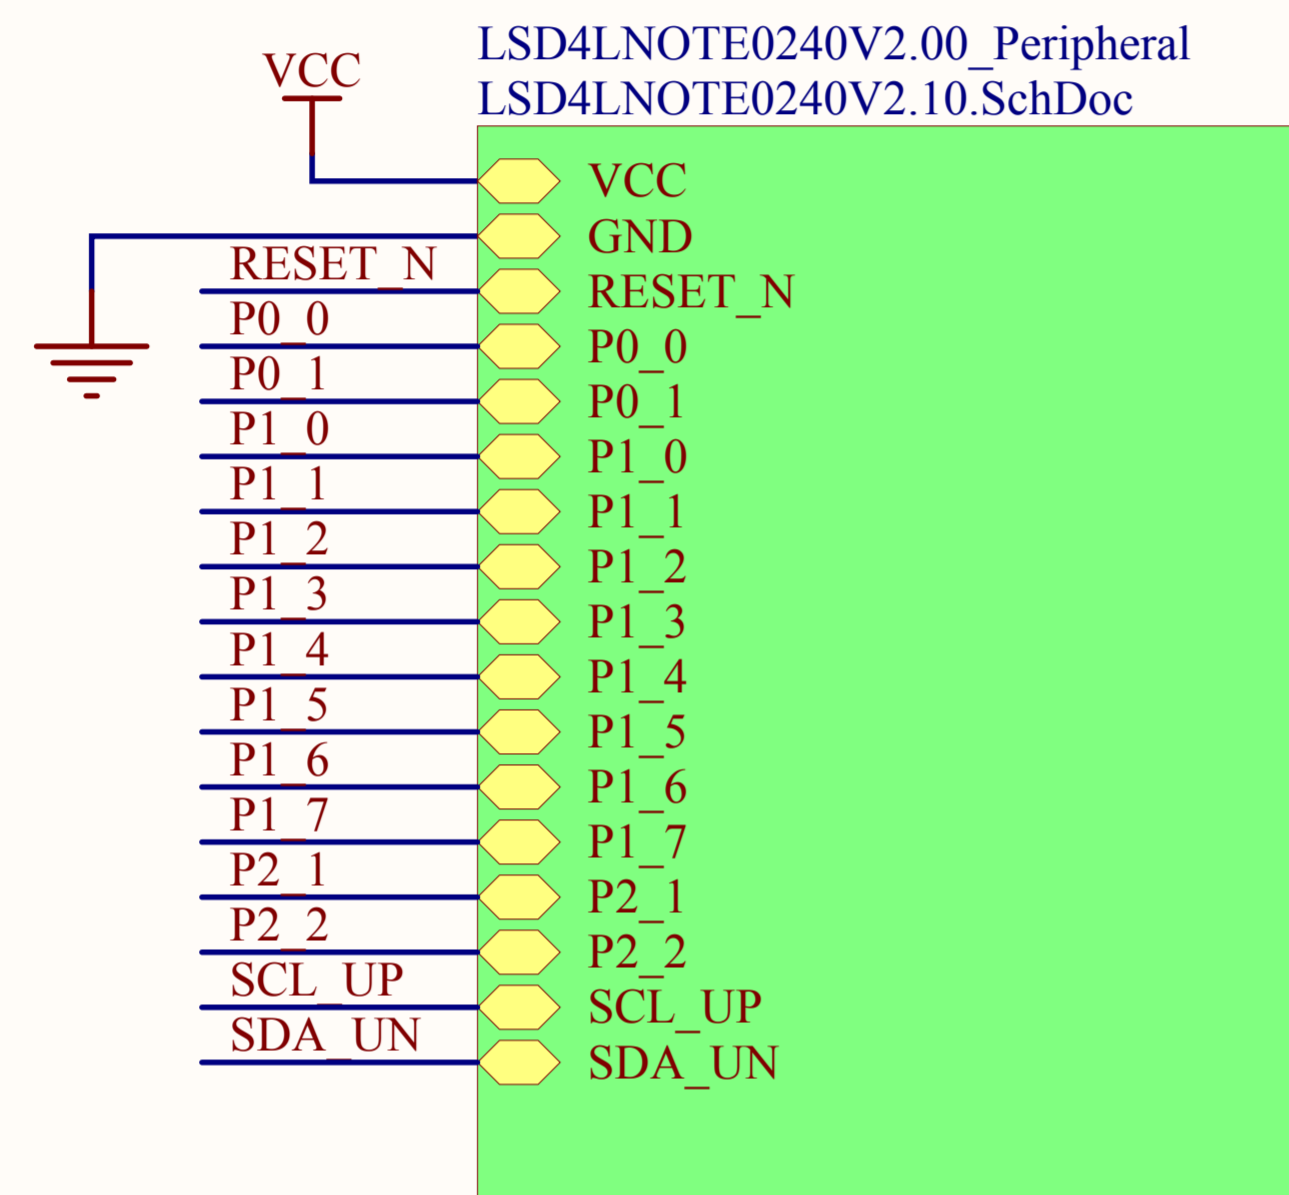 LSD4LNOTE0240V2.00_Peripheral
LSD4LNOTE0240V2.10.SchDoc
VCC
VCC
GND
RESET_N
RESET_N
P0_0
P0_0
P0_1
P0_1
P1_0
P1_0
P1_1
P1_1
P1_2
P1_2
P1_3
P1_3
P1_4
P1_4
P1_5
P1_5
P1_6
P1_6
P1_7
P1_7
P2_1
P2_1
P2_2
P2_2
SCL_UP
SCL_UP
SDA_UN
SDA_UN